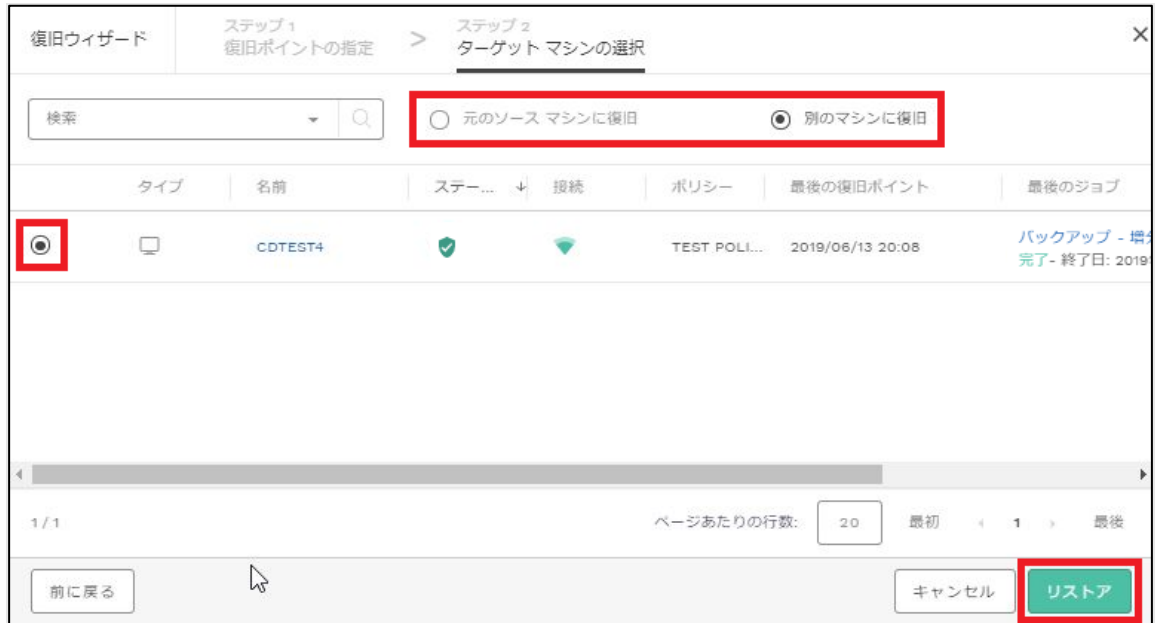 復旧ウィザード
ステップ 1
復旧ポイントの指定
>
ステップ 2
ターゲット マシンの選択
検索
元のソース マシンに復旧
別のマシンに復旧
タイプ 名前 ステー... 接続 ポリシー 最後の復旧ポイント 最後のジョブ
CDTEST4 TEST POLI... 2019/06/13 20:08 バックアップ - 増
完了- 終了日: 2019
1 / 1 ページあたりの行数: 20 最初 1 最後
前に戻る キャンセル リストア